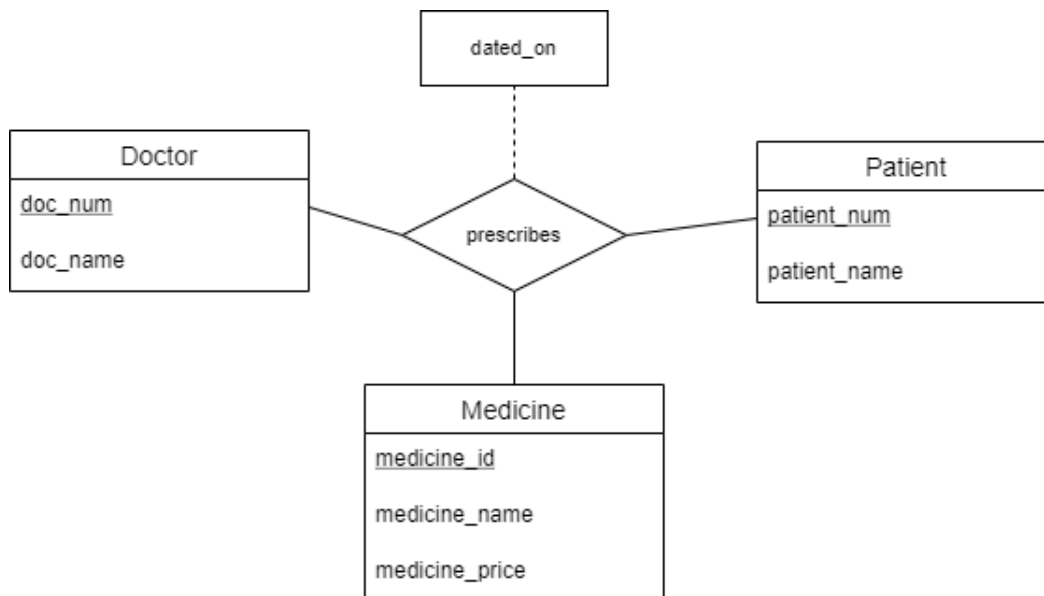 dated_on
Doctor
doc_num
doc_name
prescribes
Patient
patient_num
patient_name
Medicine
medicine_id
medicine_name
medicine_price